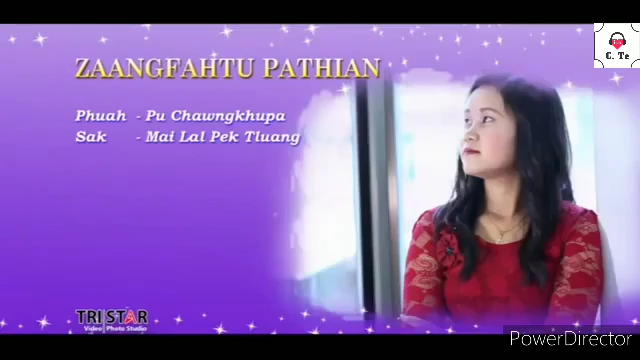 C. Te
ZAANGFAHTU PATHIAN
Phuah - Pu Chawngkhupa
Sak - Mai Lal Pek Tluang
TRI STAR
Video Photo Studio
PowerDirector